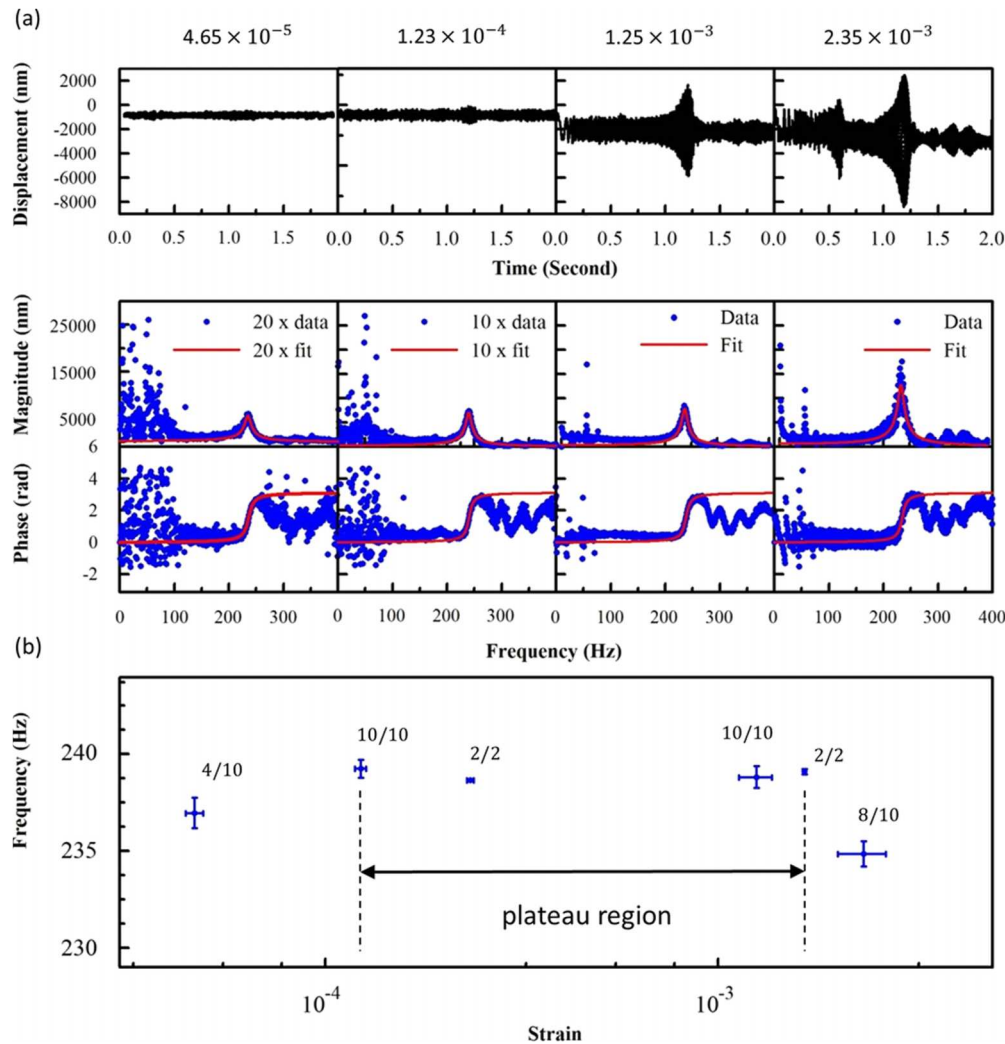 (a)
4.65 × 10⁻⁵ 1.23 × 10⁻⁴ 1.25 × 10⁻³ 2.35 × 10⁻³
Displacement (nm)
2000
0
-2000
-4000
-6000
-8000
0.0 0.5 1.0 1.5 0.0 0.5 1.0 1.5 0.0 0.5 1.0 1.5 0.0 0.5 1.0 1.5 2.0
Time (Second)
Magnitude (nm)
25000
15000
5000
6
20 x data 10 x data Data Data
20 x fit 10 x fit Fit Fit
Phase (rad)
4
2
0
-2
0 100 200 300 0 100 200 300 0 100 200 300 0 100 200 300 400
Frequency (Hz)
(b)
Frequency (Hz)
240
235
230
4/10
10/10
2/2
10/10
2/2
8/10
plateau region
10⁻⁴ 10⁻³
Strain